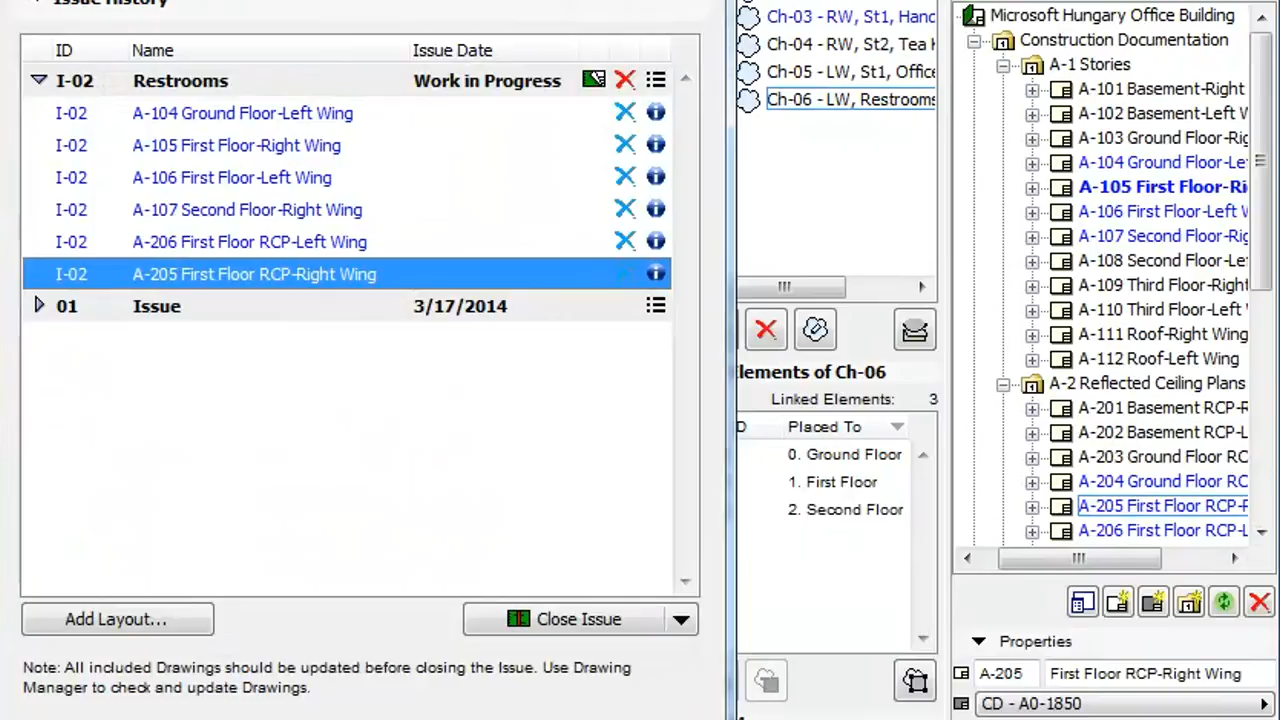 Issue History
ID Name Issue Date
I-02 Restrooms Work in Progress
I-02 A-104 Ground Floor-Left Wing
I-02 A-105 First Floor-Right Wing
I-02 A-106 First Floor-Left Wing
I-02 A-107 Second Floor-Right Wing
I-02 A-206 First Floor RCP-Left Wing
I-02 A-205 First Floor RCP-Right Wing
01 Issue 3/17/2014
Add Layout...
Close Issue
Note: All included Drawings should be updated before closing the Issue. Use Drawing
Manager to check and update Drawings.
Ch-03 - RW, St1, Hand
Ch-04 - RW, St2, Tea
Ch-05 - LW, St1, Office
Ch-06 - LW, Restrooms
Elements of Ch-06
Linked Elements: 3
Placed To
0. Ground Floor
1. First Floor
2. Second Floor
Microsoft Hungary Office Building
Construction Documentation
A-1 Stories
A-101 Basement-Right
A-102 Basement-Left
A-103 Ground Floor-Rig
A-104 Ground Floor-Le
A-105 First Floor-Ri
A-106 First Floor-Left
A-107 Second Floor-Rig
A-108 Second Floor-Le
A-109 Third Floor-Right
A-110 Third Floor-Left
A-111 Roof-Right Wing
A-112 Roof-Left Wing
A-2 Reflected Ceiling Plans
A-201 Basement RCP-R
A-202 Basement RCP-L
A-203 Ground Floor RC
A-204 Ground Floor RC
A-205 First Floor RCP-R
A-206 First Floor RCP-L
Properties
A-205 First Floor RCP-Right Wing
CD - A0-1850